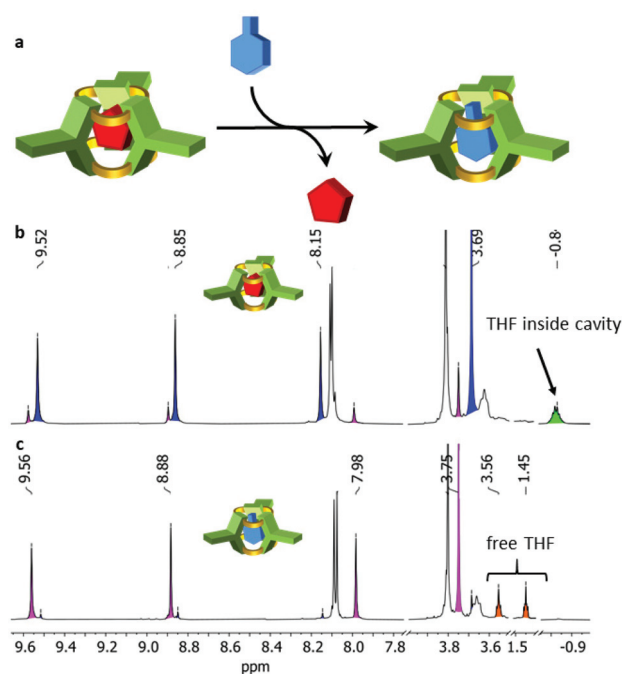 a
b
9.52 8.85 8.15 3.69 -0.8
THF inside cavity
c
9.56 8.88 7.98 3.75 3.56 1.45
free THF
9.6 9.4 9.2 9.0 8.8 8.6 8.4 8.2 8.0 7.8 3.8 3.6 1.5 -0.9
ppm